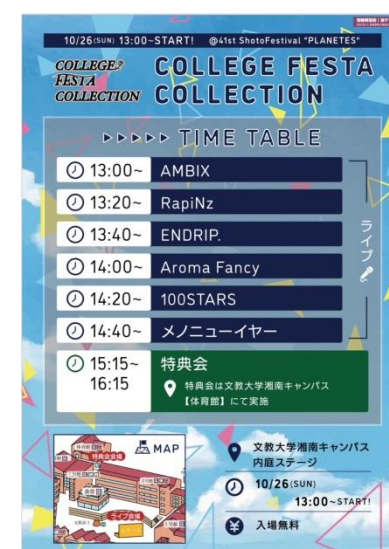 10/26(SUN) 13:00~START! @41st ShotoFestival "PLANETES"
COLLEGE
FESTA
COLLECTION
COLLEGE FESTA
COLLECTION
TIME TABLE
13:00~ AMBIX
13:20~ RapiNz
13:40~ ENDRIP.
14:00~ Aroma Fancy
14:20~ 100STARS
14:40~ メノニューイヤー
ライブ
15:15~
16:15
特典会
特典会は文教大学湘南キャンパス
【体育館】にて実施
MAP
特典会会場
ライブ会場
文教大学湘南キャンパス
内庭ステージ
10/26(SUN)
13:00~START!
入場無料